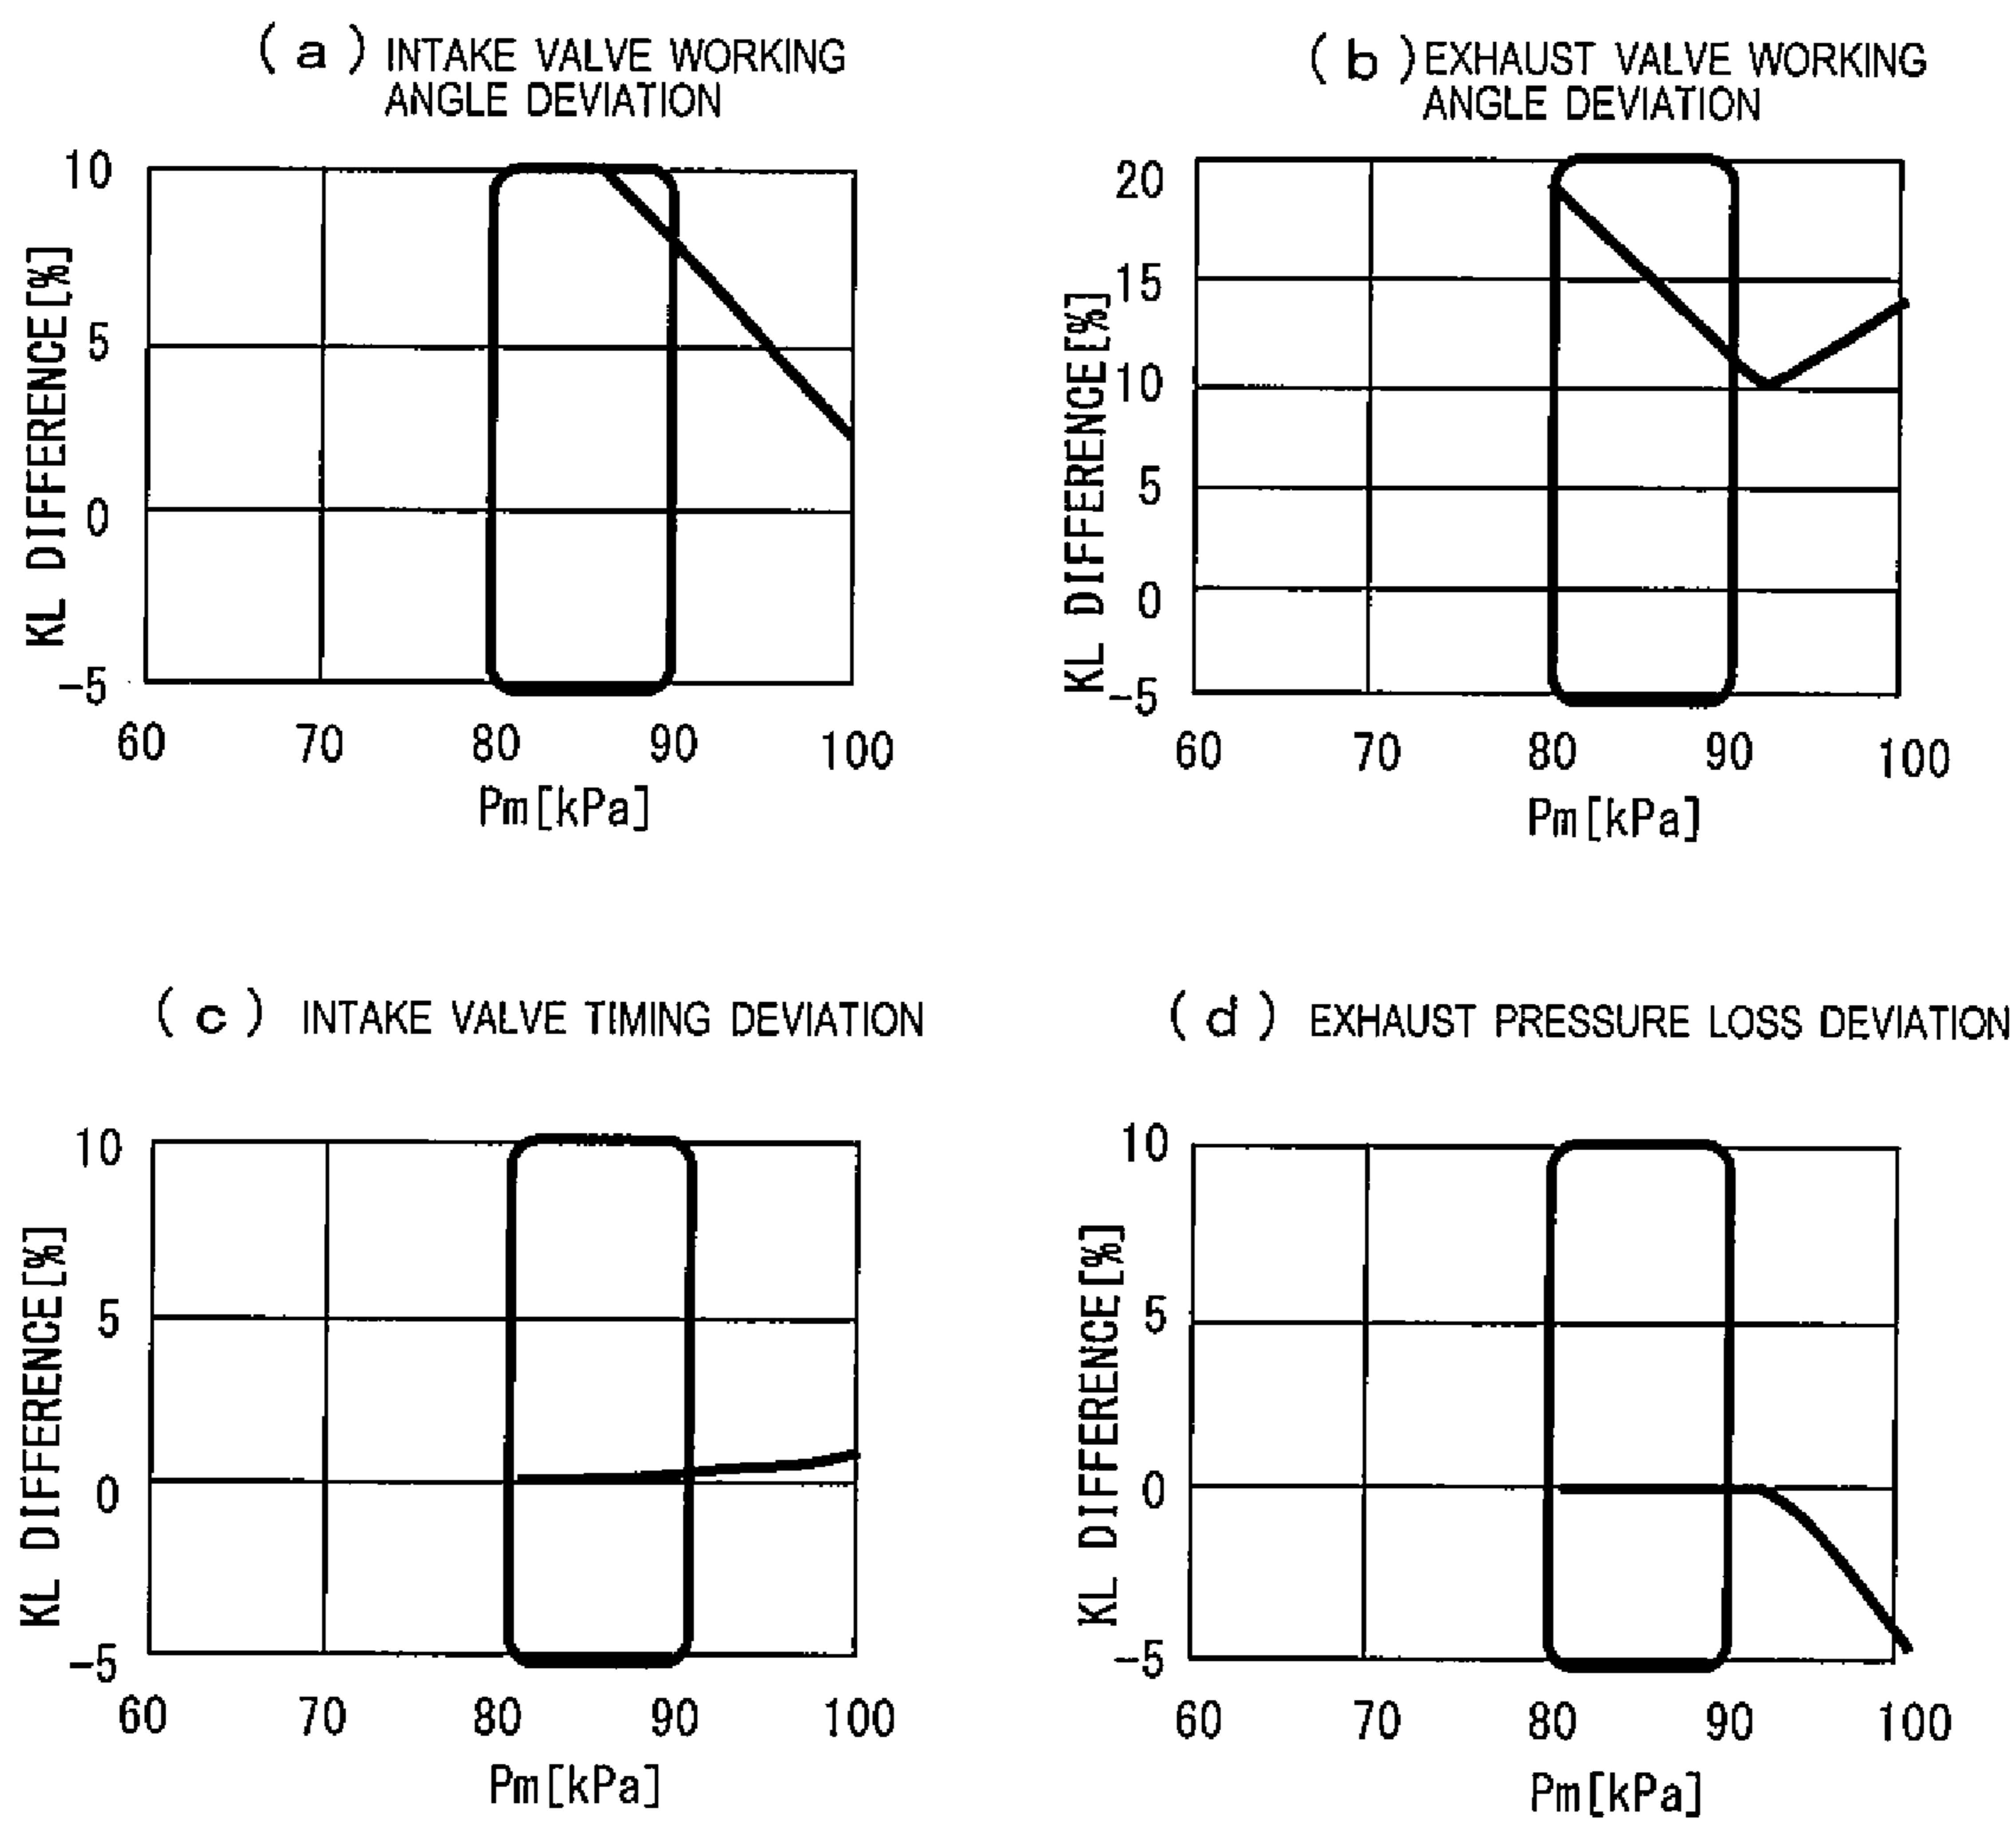 (a) INTAKE VALVE WORKING
ANGLE DEVIATION
10
5
0
-5
KL DIFFERENCE[%]
60 70 80 90 100
Pm[kPa]
(b) EXHAUST VALVE WORKING
ANGLE DEVIATION
20
15
10
5
0
-5
KL DIFFERENCE[%]
60 70 80 90 100
Pm[kPa]
(c) INTAKE VALVE TIMING DEVIATION
10
5
0
-5
KL DIFFERENCE[%]
60 70 80 90 100
Pm[kPa]
(d) EXHAUST PRESSURE LOSS DEVIATION
10
5
0
-5
KL DIFFERENCE[%]
60 70 80 90 100
Pm[kPa]